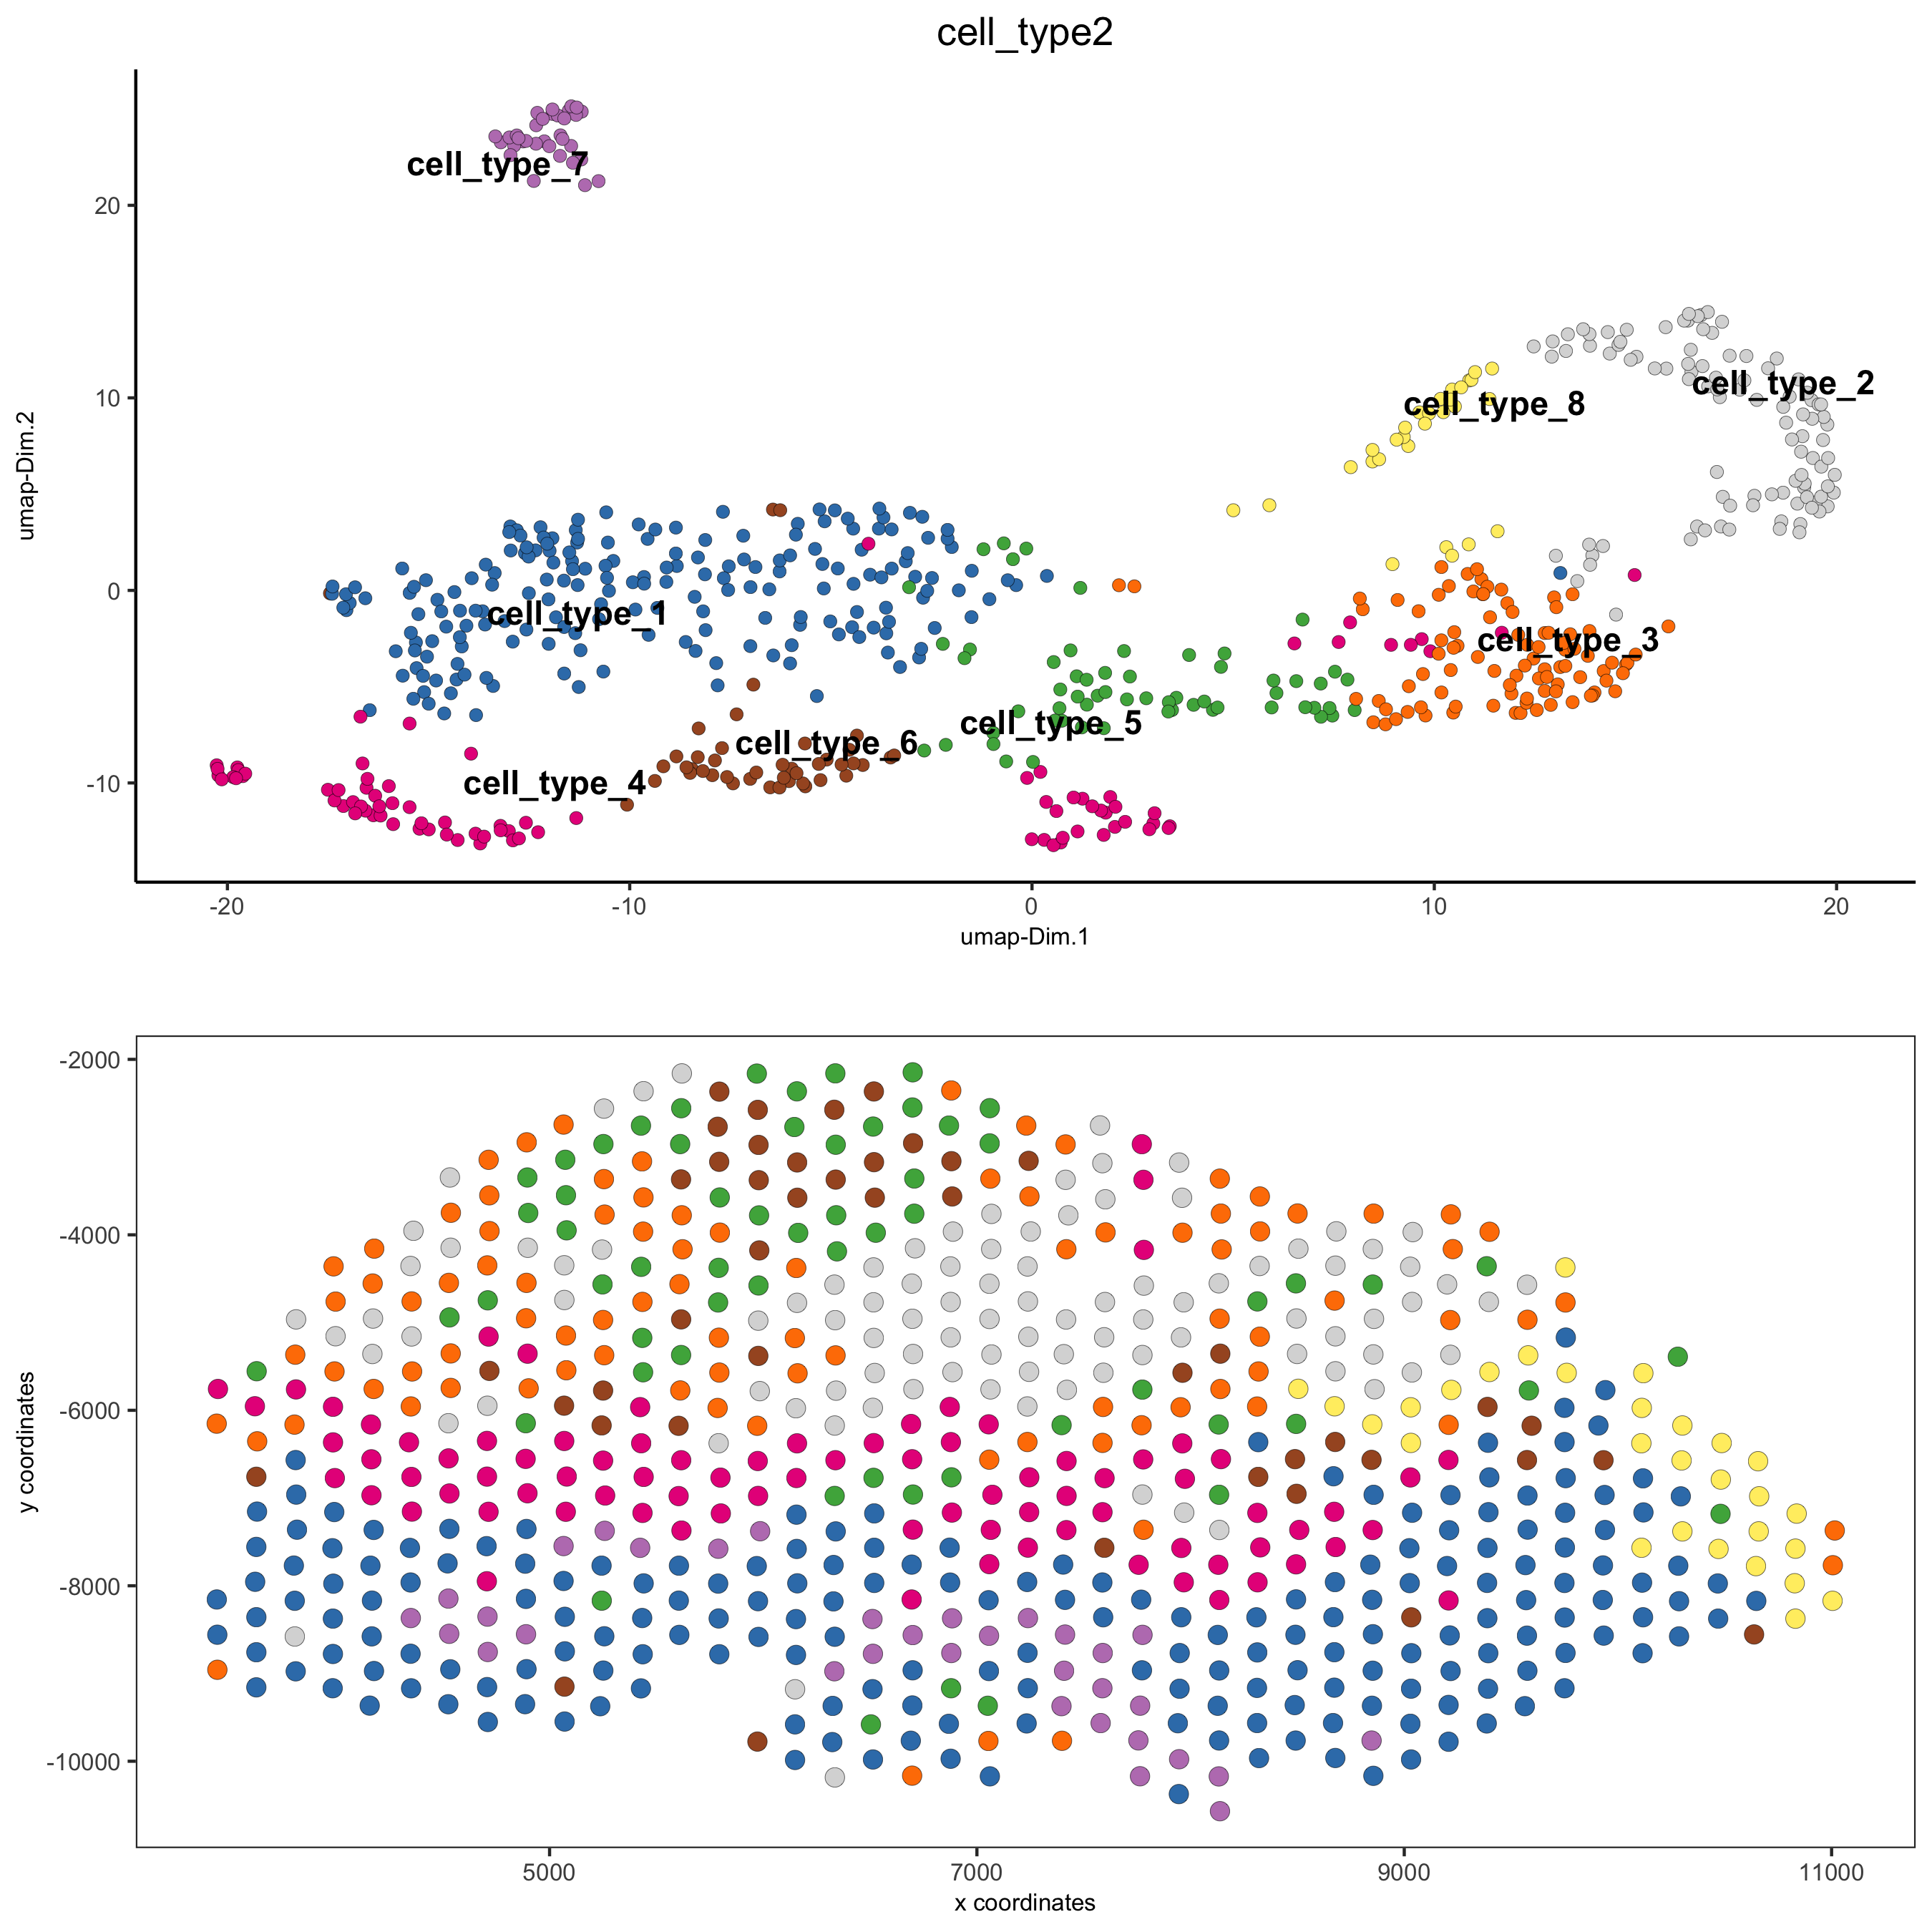 cell_type2
cell_type_7
20
cell_type_2
10
cell_type_8
umap-Dim.2
0
cell_type_1
cell_type_3
cell_type_5
cell_type_6
-10
cell_type_4
-20
-10
0
10
20
umap-Dim.1
-2000
-4000
y coordinates
-6000
-8000
-10000
5000
7000
9000
11000
x coordinates